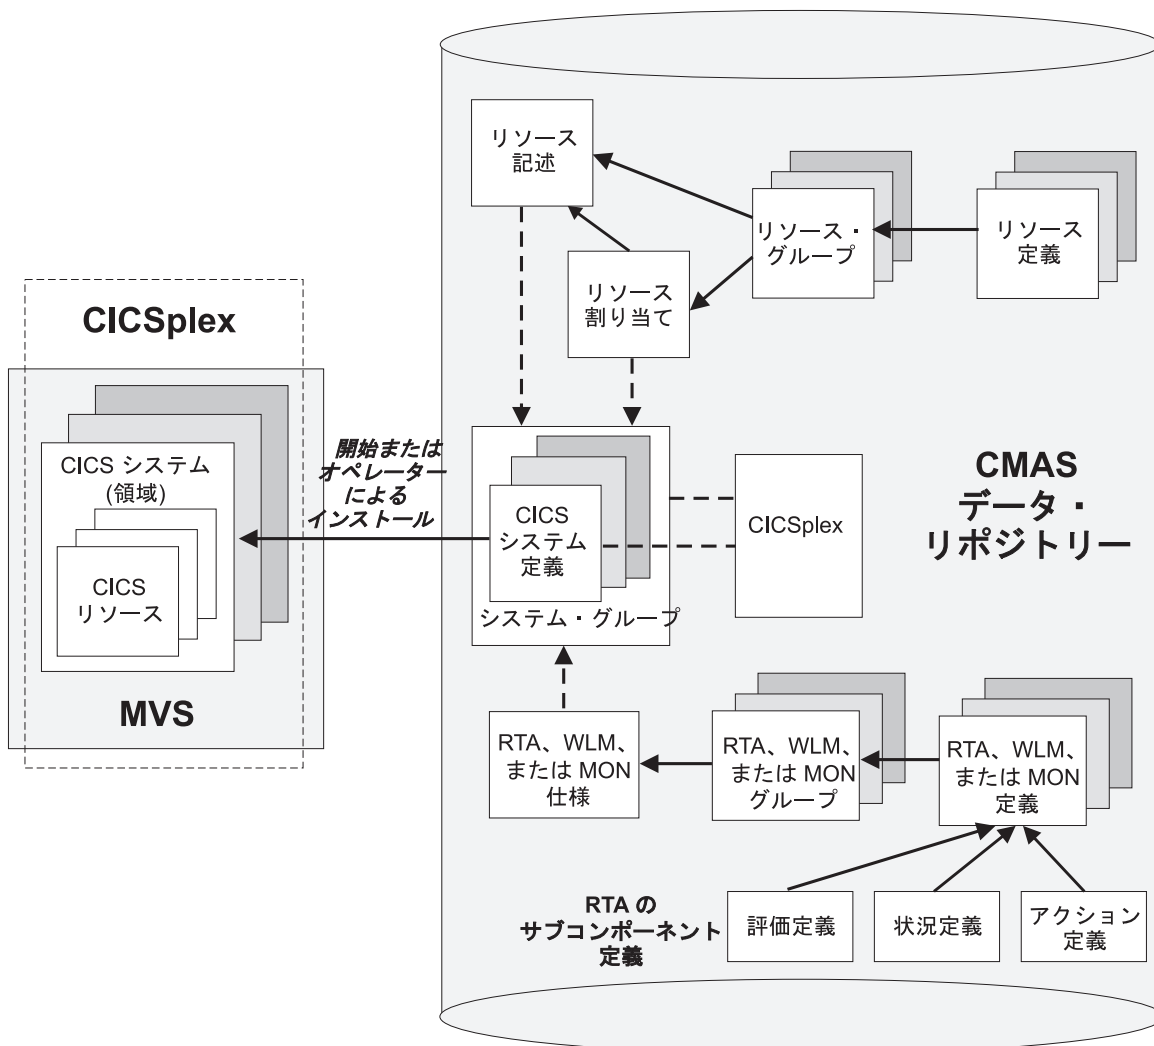 リソース
記述
リソース・
グループ
リソース
定義
リソース
割り当て
CICSplex
CICS システム
(領域)
CICS
リソース
MVS
開始または
オペレーター
による
インストール
CICS
システム
定義
システム・グループ
CICSplex
CMAS
データ・
リポジトリー
RTA、WLM、
または MON
仕様
RTA、WLM、
または MON
グループ
RTA、WLM、
または MON
定義
RTA の
サブコンポーネント
定義
評価定義
状況定義
アクション
定義